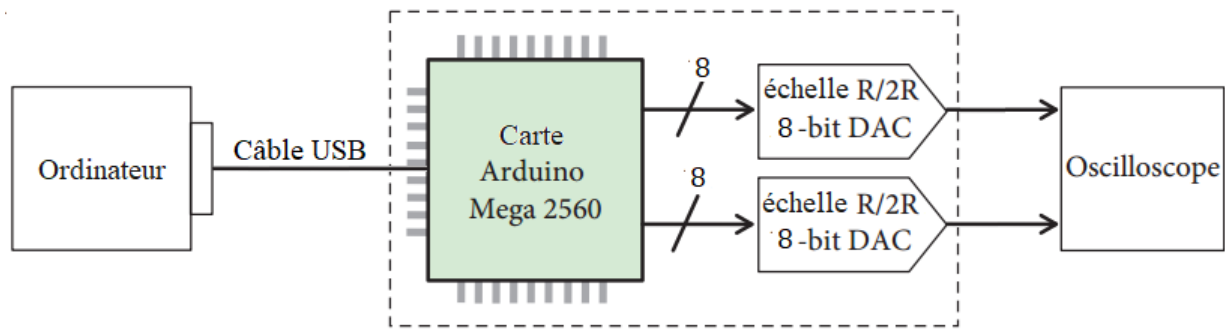 Ordinateur
Câble USB
Carte
Arduino
Mega 2560
8
échelle R/2R
8-bit DAC
8
échelle R/2R
8-bit DAC
Oscilloscope